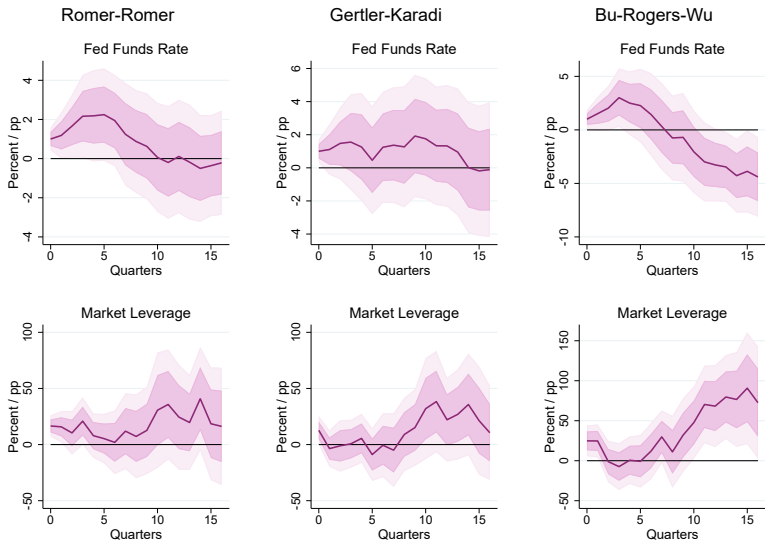 Romer-Romer
Gertler-Karadi
Bu-Rogers-Wu
Fed Funds Rate
Fed Funds Rate
Fed Funds Rate
Percent / pp
4
2
0
-2
-4
0 5 10 15
Quarters
Percent / pp
6
4
2
0
-2
-4
0 5 10 15
Quarters
Percent / pp
5
0
-5
-10
0 5 10 15
Quarters
Market Leverage
Market Leverage
Market Leverage
Percent / pp
100
50
0
-50
0 5 10 15
Quarters
Percent / pp
100
50
0
-50
0 5 10 15
Quarters
Percent / pp
150
100
50
0
-50
0 5 10 15
Quarters